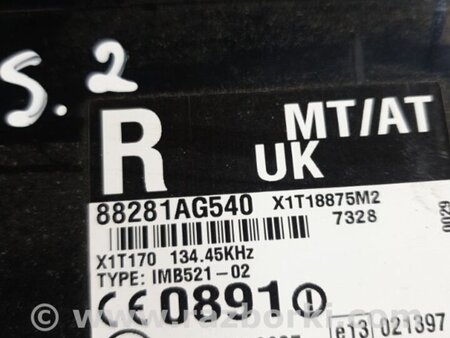 S.2
R
MT/AT
UK
88281AG540 X1T18875M2
7328
0029
X1T170 134.45KHz
TYPE: IMB521-02
CE0891
e13 021397
© www.razborki.com